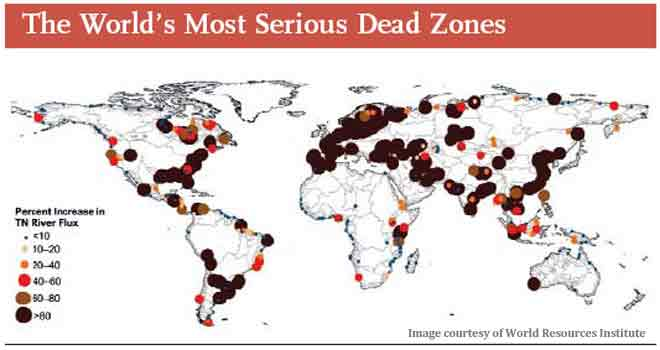 The World's Most Serious Dead Zones
Percent Increase in
TN River Flux
<10
10–20
20–40
40–60
60–80
>80
Image courtesy of World Resources Institute